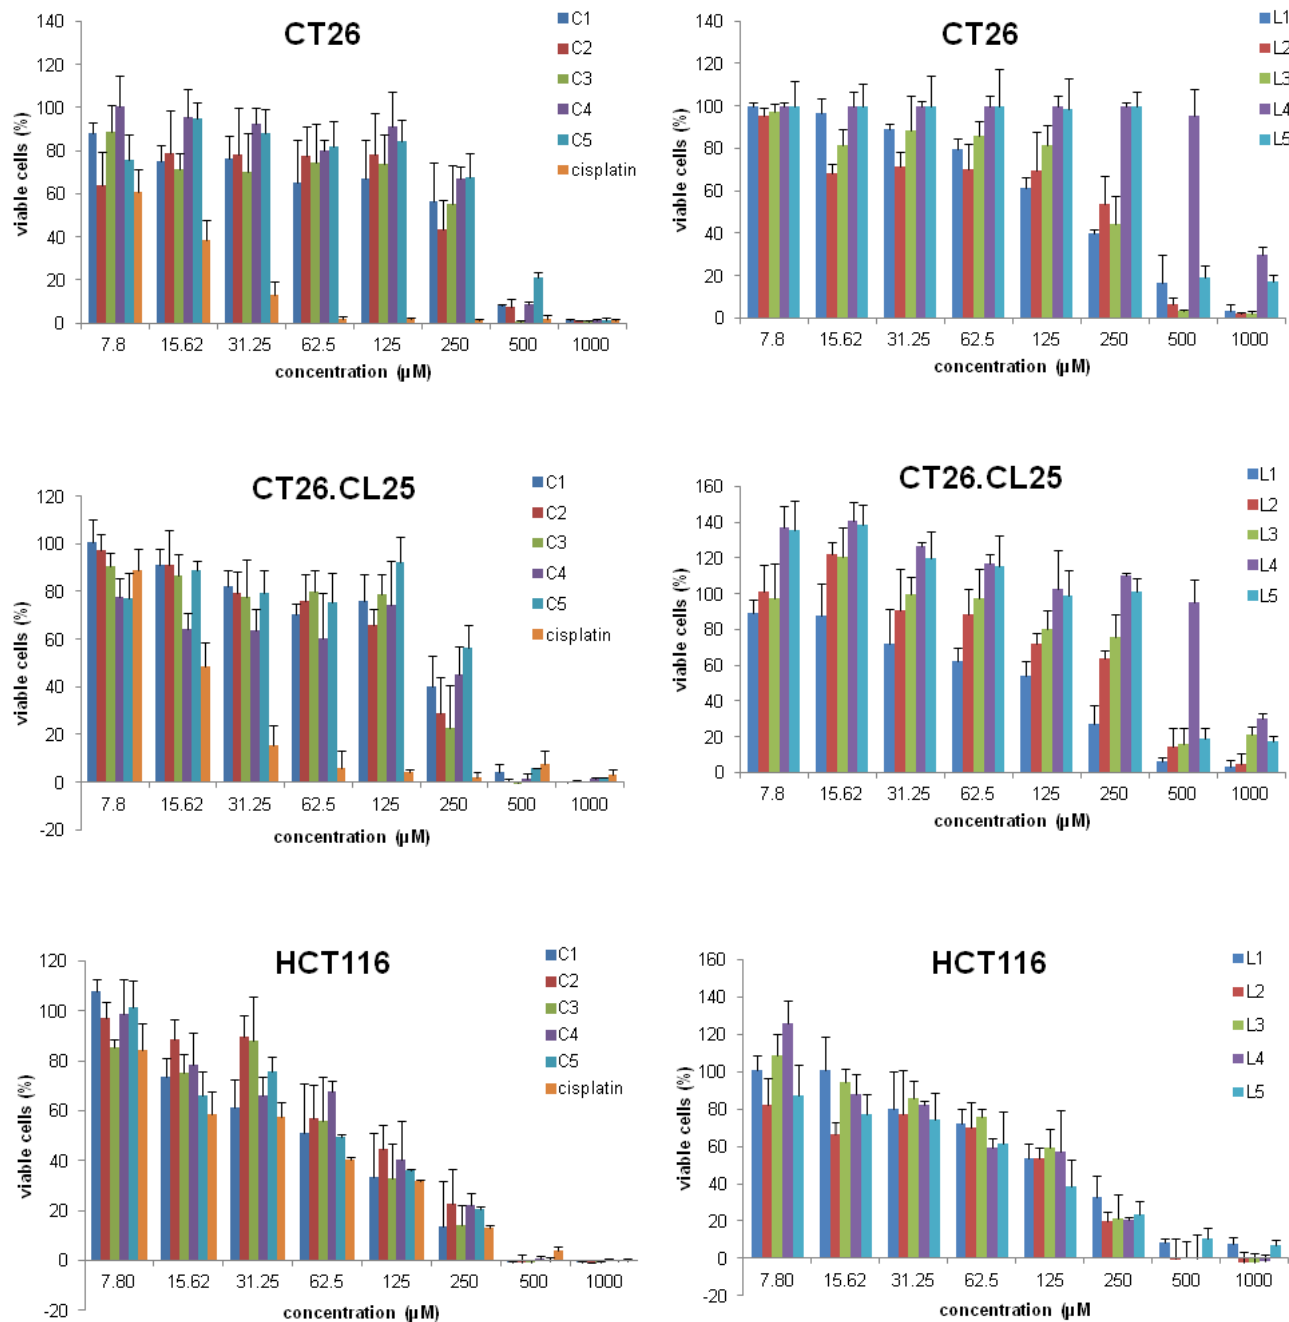 CT26
140
120
100
80
60
40
20
0
viable cells (%)
7.8 15.62 31.25 62.5 125 250 500 1000
concentration (µM)
C1
C2
C3
C4
C5
cisplatin
CT26
140
120
100
80
60
40
20
0
viable cells (%)
7.8 15.62 31.25 62.5 125 250 500 1000
concentration (µM)
L1
L2
L3
L4
L5
CT26.CL25
120
100
80
60
40
20
0
-20
viable cells (%)
7.8 15.62 31.25 62.5 125 250 500 1000
concentration (µM)
C1
C2
C3
C4
C5
cisplatin
CT26.CL25
160
140
120
100
80
60
40
20
0
viable cells (%)
7.8 15.62 31.25 62.5 125 250 500 1000
concentration (µM)
L1
L2
L3
L4
L5
HCT116
120
100
80
60
40
20
0
-20
viable cells (%)
7.80 15.62 31.25 62.5 125 250 500 1000
concentration (µM)
C1
C2
C3
C4
C5
cisplatin
HCT116
160
140
120
100
80
60
40
20
0
-20
viable cells (%)
7.80 15.62 31.25 62.5 125 250 500 1000
concentration (µM
L1
L2
L3
L4
L5